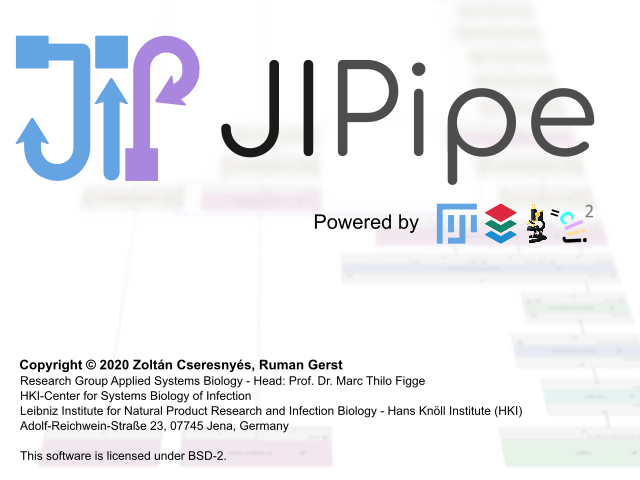 JIPipe
Powered by
Copyright © 2020 Zoltán Cseresnyés, Ruman Gerst
Research Group Applied Systems Biology - Head: Prof. Dr. Marc Thilo Figge
HKI-Center for Systems Biology of Infection
Leibniz Institute for Natural Product Research and Infection Biology - Hans Knöll Institute (HKI)
Adolf-Reichwein-Straße 23, 07745 Jena, Germany
This software is licensed under BSD-2.